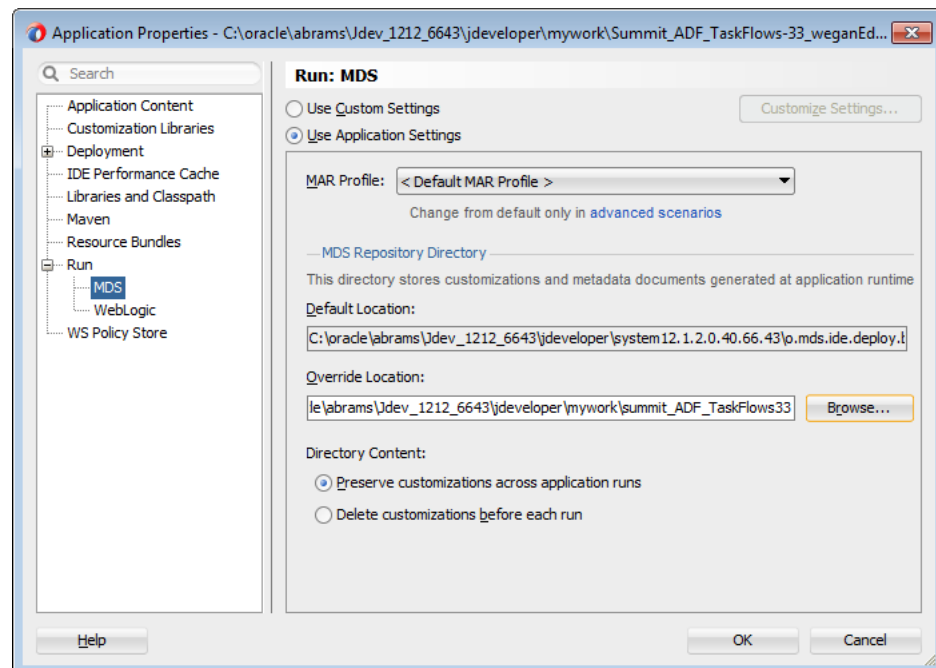 Application Properties - C:\oracle\abrams\Jdev_1212_6643\jdeveloper\mywork\Summit_ADF_TaskFlows-33_weganEd...
Search
Application Content
Customization Libraries
Deployment
IDE Performance Cache
Libraries and Classpath
Maven
Resource Bundles
Run
MDS
WebLogic
WS Policy Store
Run: MDS
Use Custom Settings
Customize Settings...
Use Application Settings
MAR Profile: < Default MAR Profile >
Change from default only in advanced scenarios
MDS Repository Directory
This directory stores customizations and metadata documents generated at application runtime
Default Location:
C:\oracle\abrams\Jdev_1212_6643\jdeveloper\system12.1.2.0.40.66.43\o.mds.ide.deploy.b
Override Location:
le\abrams\Jdev_1212_6643\jdeveloper\mywork\summit_ADF_TaskFlows33 Browse...
Directory Content:
Preserve customizations across application runs
Delete customizations before each run
Help OK Cancel